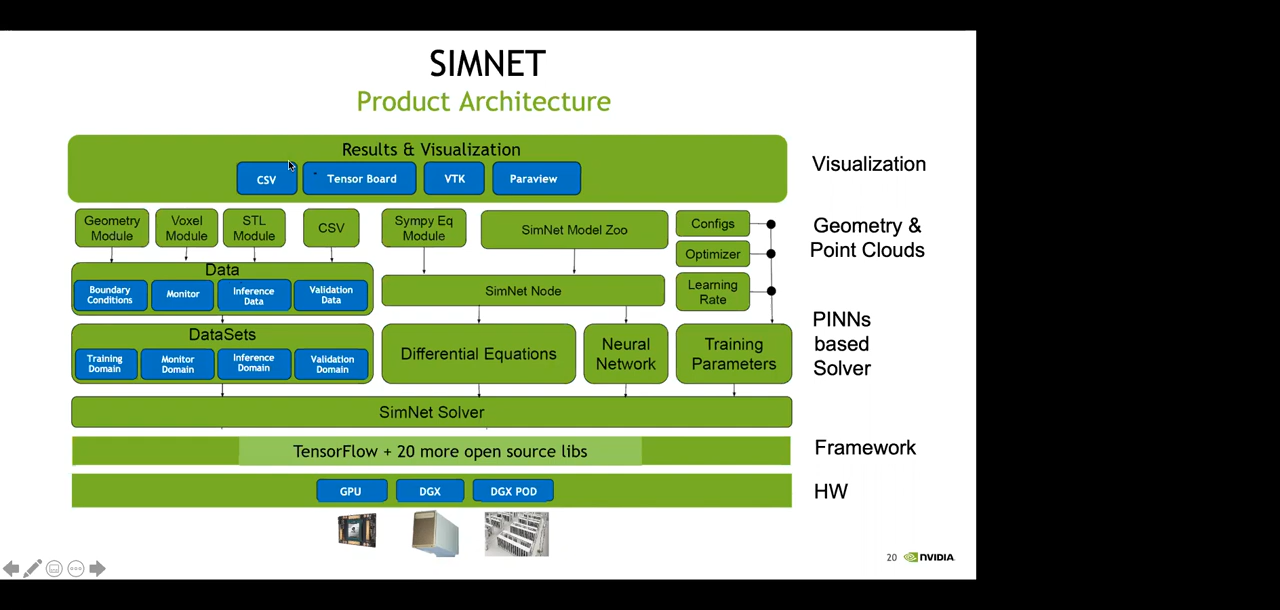 SIMNET
Product Architecture
Results & Visualization
CSV
Tensor Board
VTK
Paraview
Visualization
Geometry
Module
Voxel
Module
STL
Module
CSV
Sympy Eq
Module
SimNet Model Zoo
Configs
Optimizer
Learning
Rate
Geometry &
Point Clouds
Data
Boundary
Conditions
Monitor
Inference
Data
Validation
Data
SimNet Node
DataSets
Training
Domain
Monitor
Domain
Inference
Domain
Validation
Domain
Differential Equations
Neural
Network
Training
Parameters
PINNs
based
Solver
SimNet Solver
TensorFlow + 20 more open source libs
Framework
GPU
DGX
DGX POD
HW
20
NVIDIA.